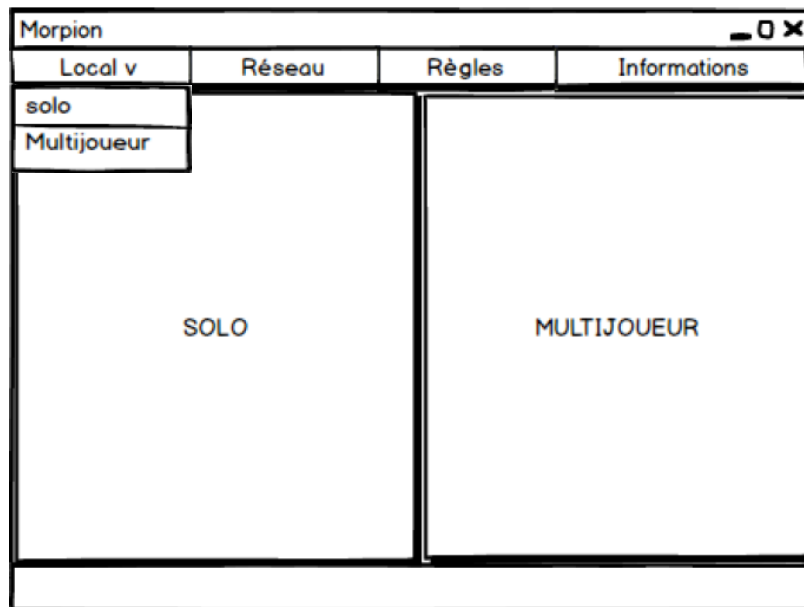 Morpion
Local v Réseau Règles Informations
solo
Multijoueur
SOLO MULTIJOUEUR